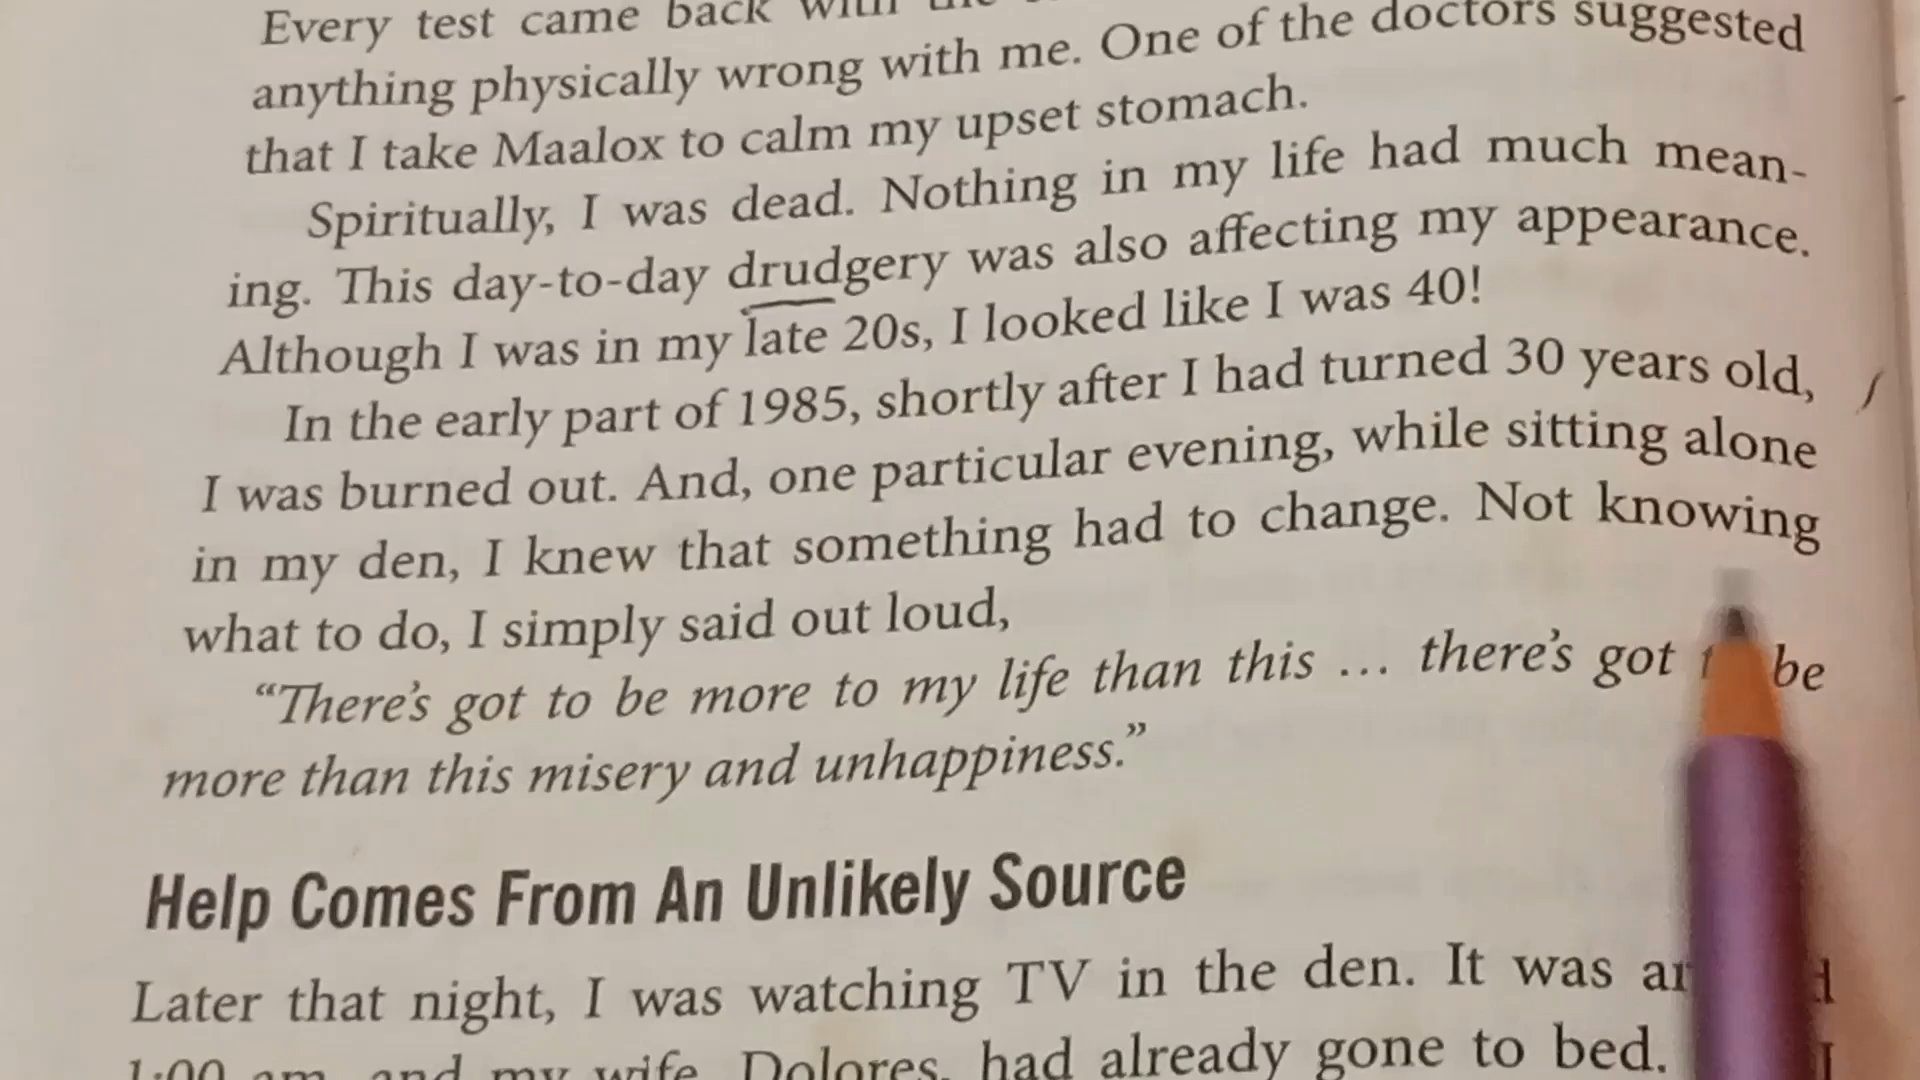 Every test came back with the
anything physically wrong with me. One of the doctors suggested
that I take Maalox to calm my upset stomach.
Spiritually, I was dead. Nothing in my life had much mean-
ing. This day-to-day drudgery was also affecting my appearance.
Although I was in my late 20s, I looked like I was 40!
In the early part of 1985, shortly after I had turned 30 years old,
I was burned out. And, one particular evening, while sitting alone
in my den, I knew that something had to change. Not knowing
what to do, I simply said out loud,
“There’s got to be more to my life than this ... there’s got be
more than this misery and unhappiness.”
Help Comes From An Unlikely Source
Later that night, I was watching TV in the den. It was
1:00 am, and my wife, Dolores, had already gone to bed. I